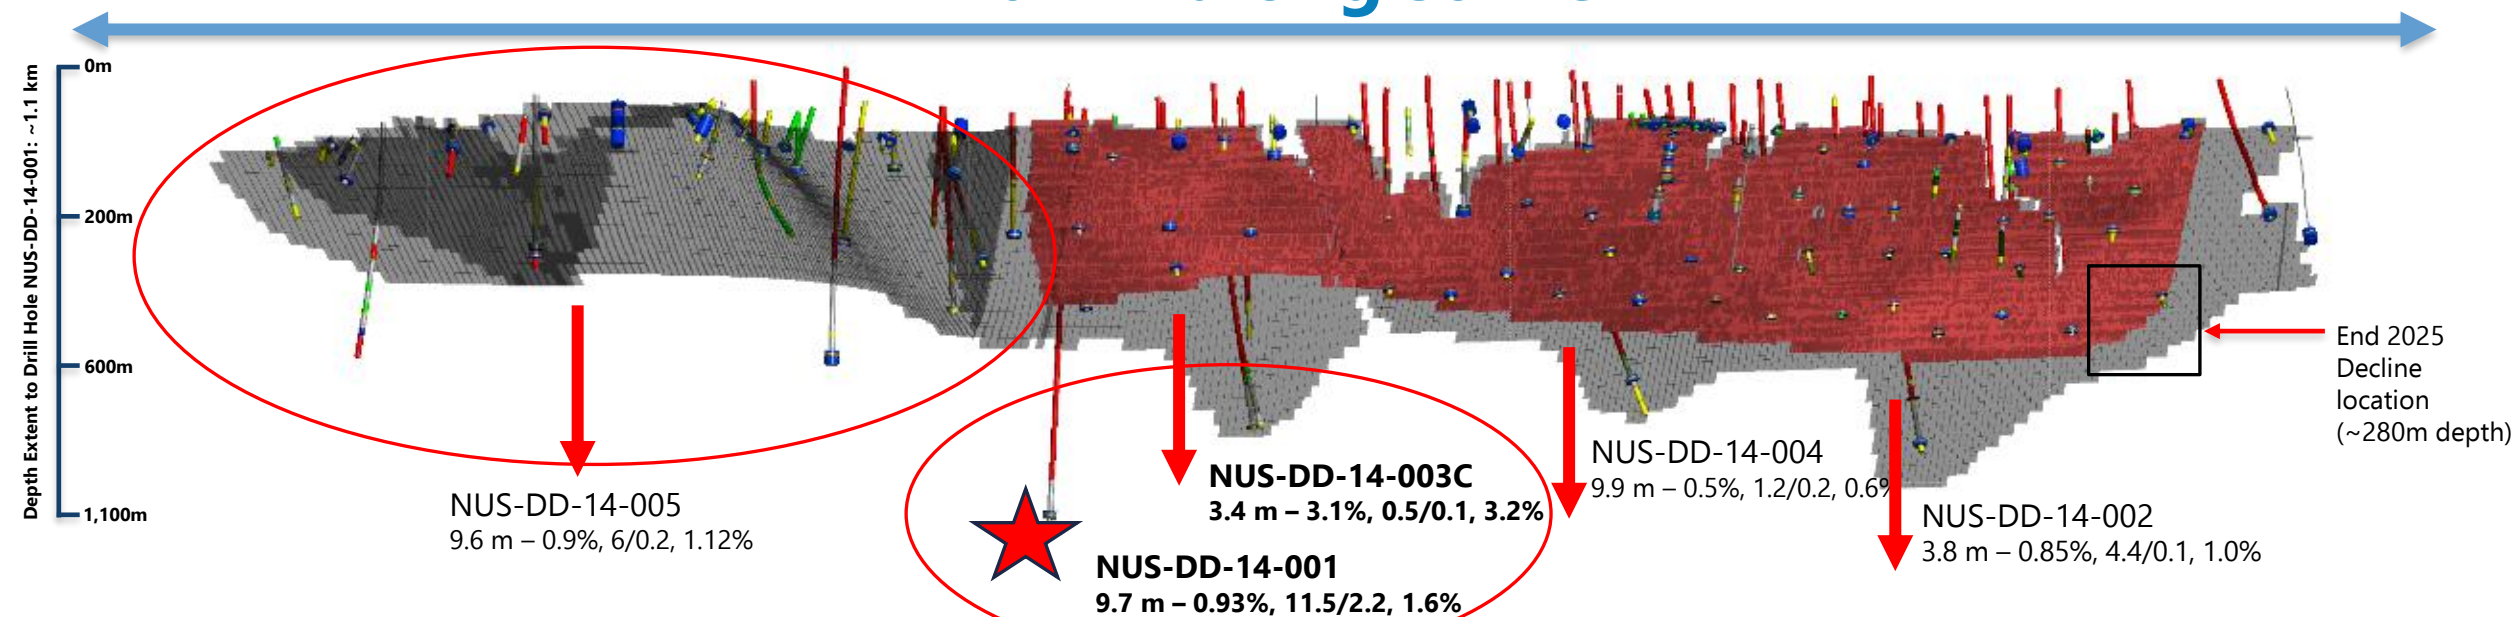 Depth Extent to Drill Hole NUS-DD-14-001: ~1.1 km
0m
200m
600m
1,100m
End 2025
Decline
location
(~280m depth)
NUS-DD-14-005
9.6 m – 0.9%, 6/0.2, 1.12%
NUS-DD-14-003C
3.4 m – 3.1%, 0.5/0.1, 3.2%
NUS-DD-14-001
9.7 m – 0.93%, 11.5/2.2, 1.6%
NUS-DD-14-004
9.9 m – 0.5%, 1.2/0.2, 0.6%
NUS-DD-14-002
3.8 m – 0.85%, 4.4/0.1, 1.0%